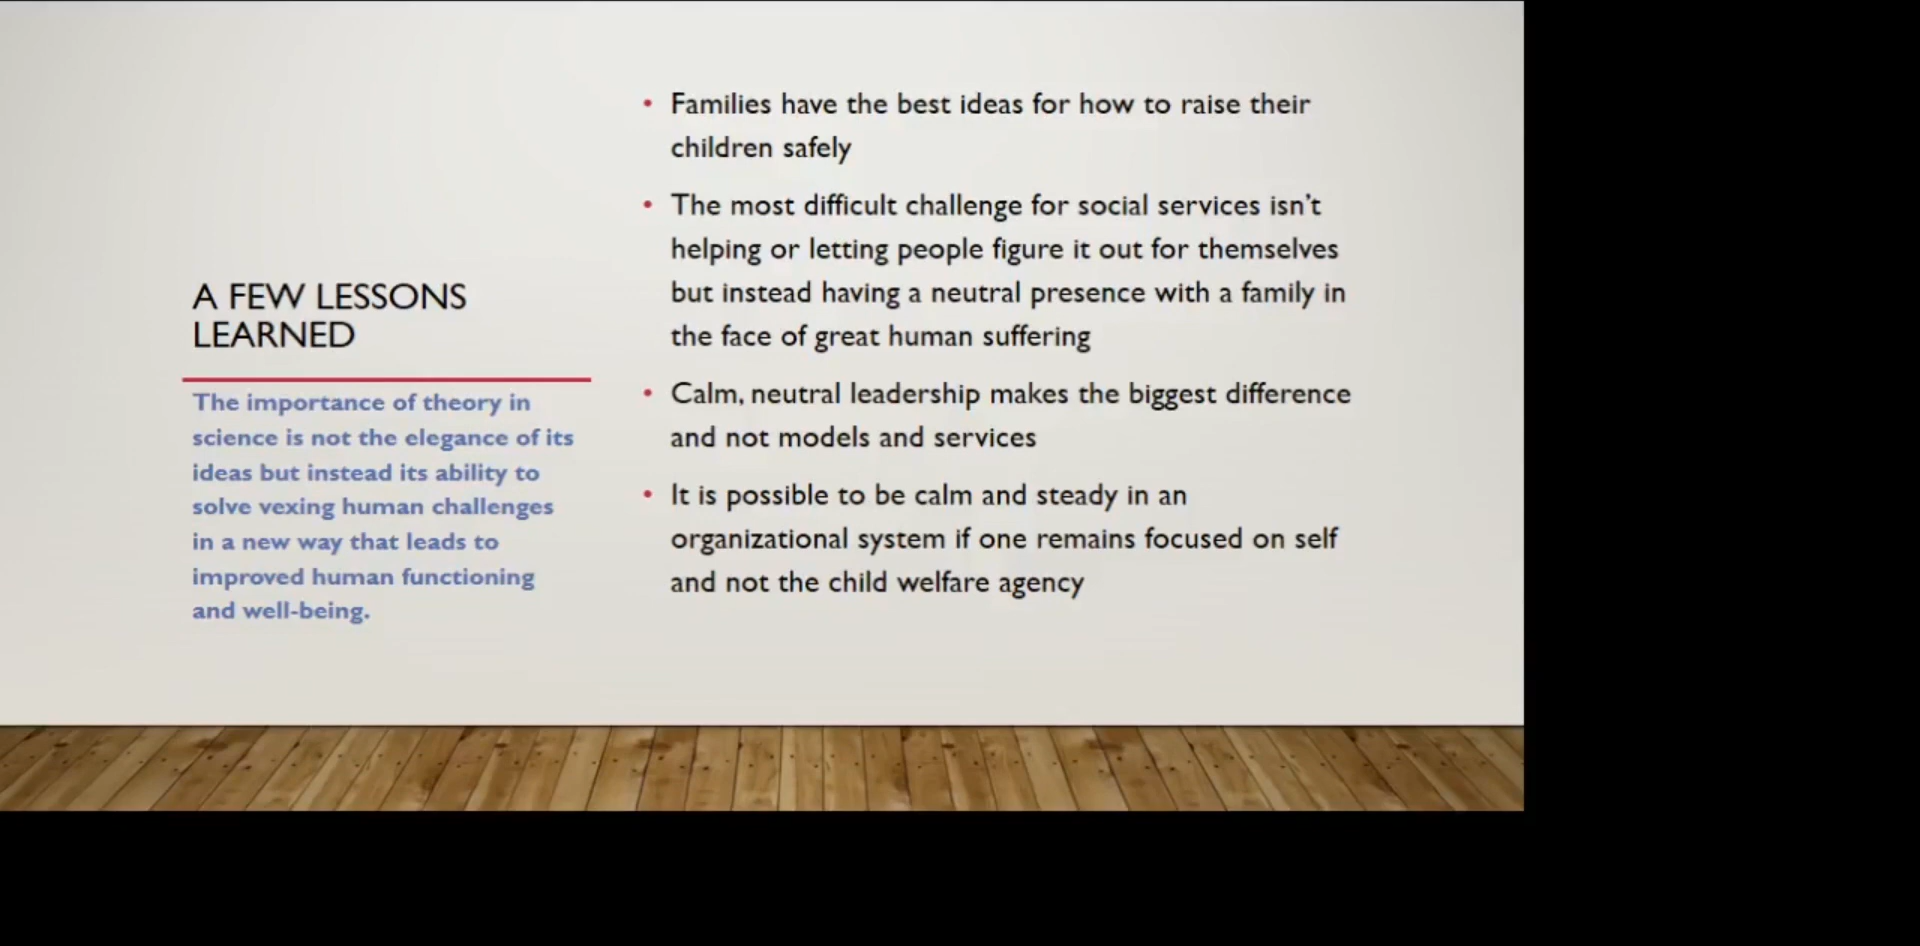 A FEW LESSONS
LEARNED
The importance of theory in
science is not the elegance of its
ideas but instead its ability to
solve vexing human challenges
in a new way that leads to
improved human functioning
and well-being.
• Families have the best ideas for how to raise their
children safely
• The most difficult challenge for social services isn't
helping or letting people figure it out for themselves
but instead having a neutral presence with a family in
the face of great human suffering
• Calm, neutral leadership makes the biggest difference
and not models and services
• It is possible to be calm and steady in an
organizational system if one remains focused on self
and not the child welfare agency